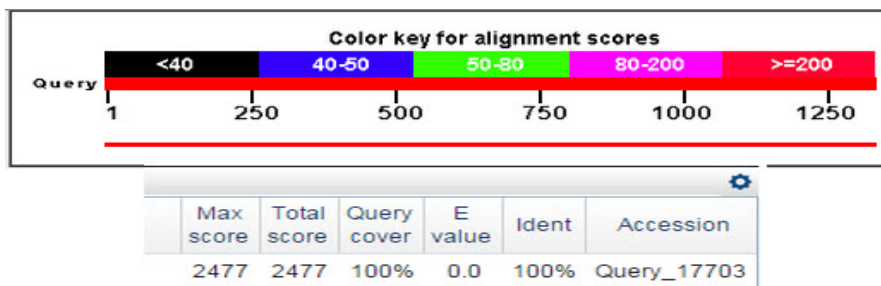 Color key for alignment scores
<40 40-50 50-80 80-200 >=200
Query
1 250 500 750 1000 1250
Max score Total score Query cover E value Ident Accession
2477 2477 100% 0.0 100% Query_17703